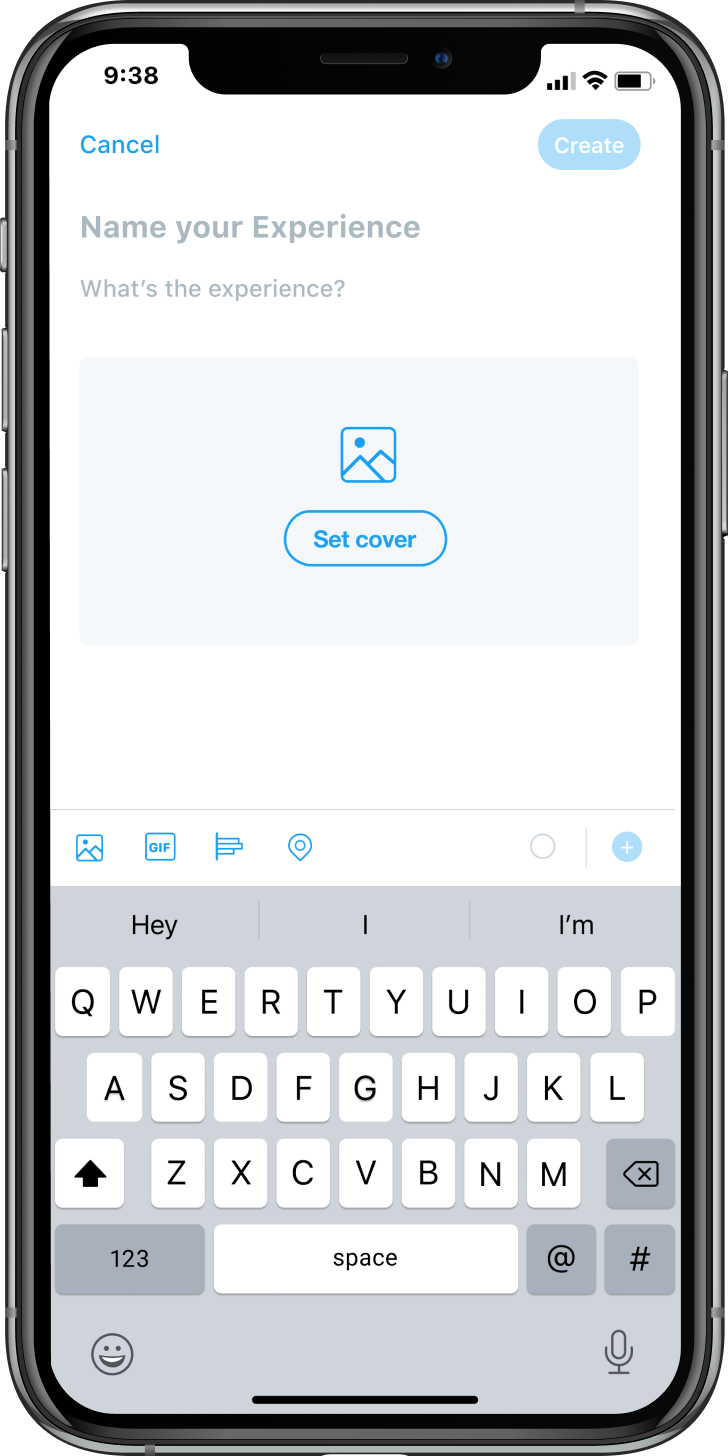 9:38
Cancel
Create
Name your Experience
What's the experience?
Set cover
GIF
Hey I I'm
Q W E R T Y U I O P
A S D F G H J K L
Z X C V B N M
123 space @ #